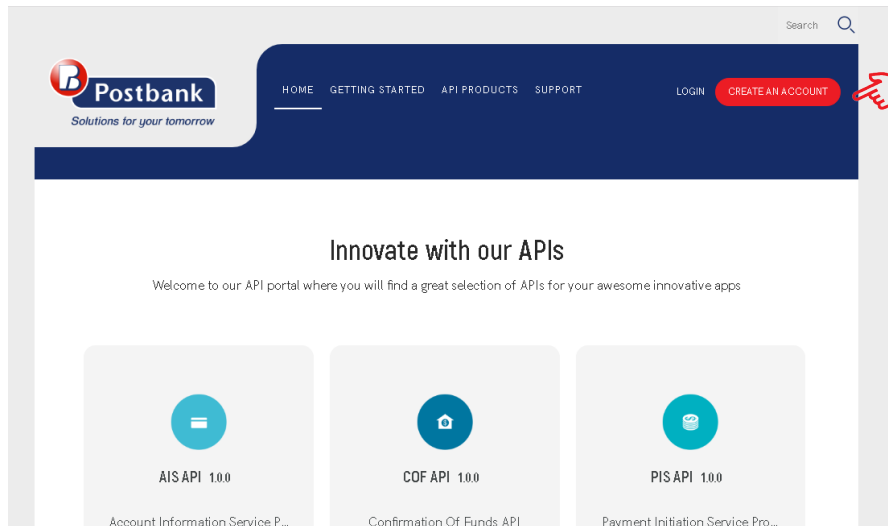 Search
Postbank
Solutions for your tomorrow
HOME GETTING STARTED API PRODUCTS SUPPORT LOGIN CREATE AN ACCOUNT
Innovate with our APIs
Welcome to our API portal where you will find a great selection of APIs for your awesome innovative apps
AIS API 1.0.0 COF API 1.0.0 PIS API 1.0.0
Account Information Service P... Confirmation Of Funds API Payment Initiation Service Pro...